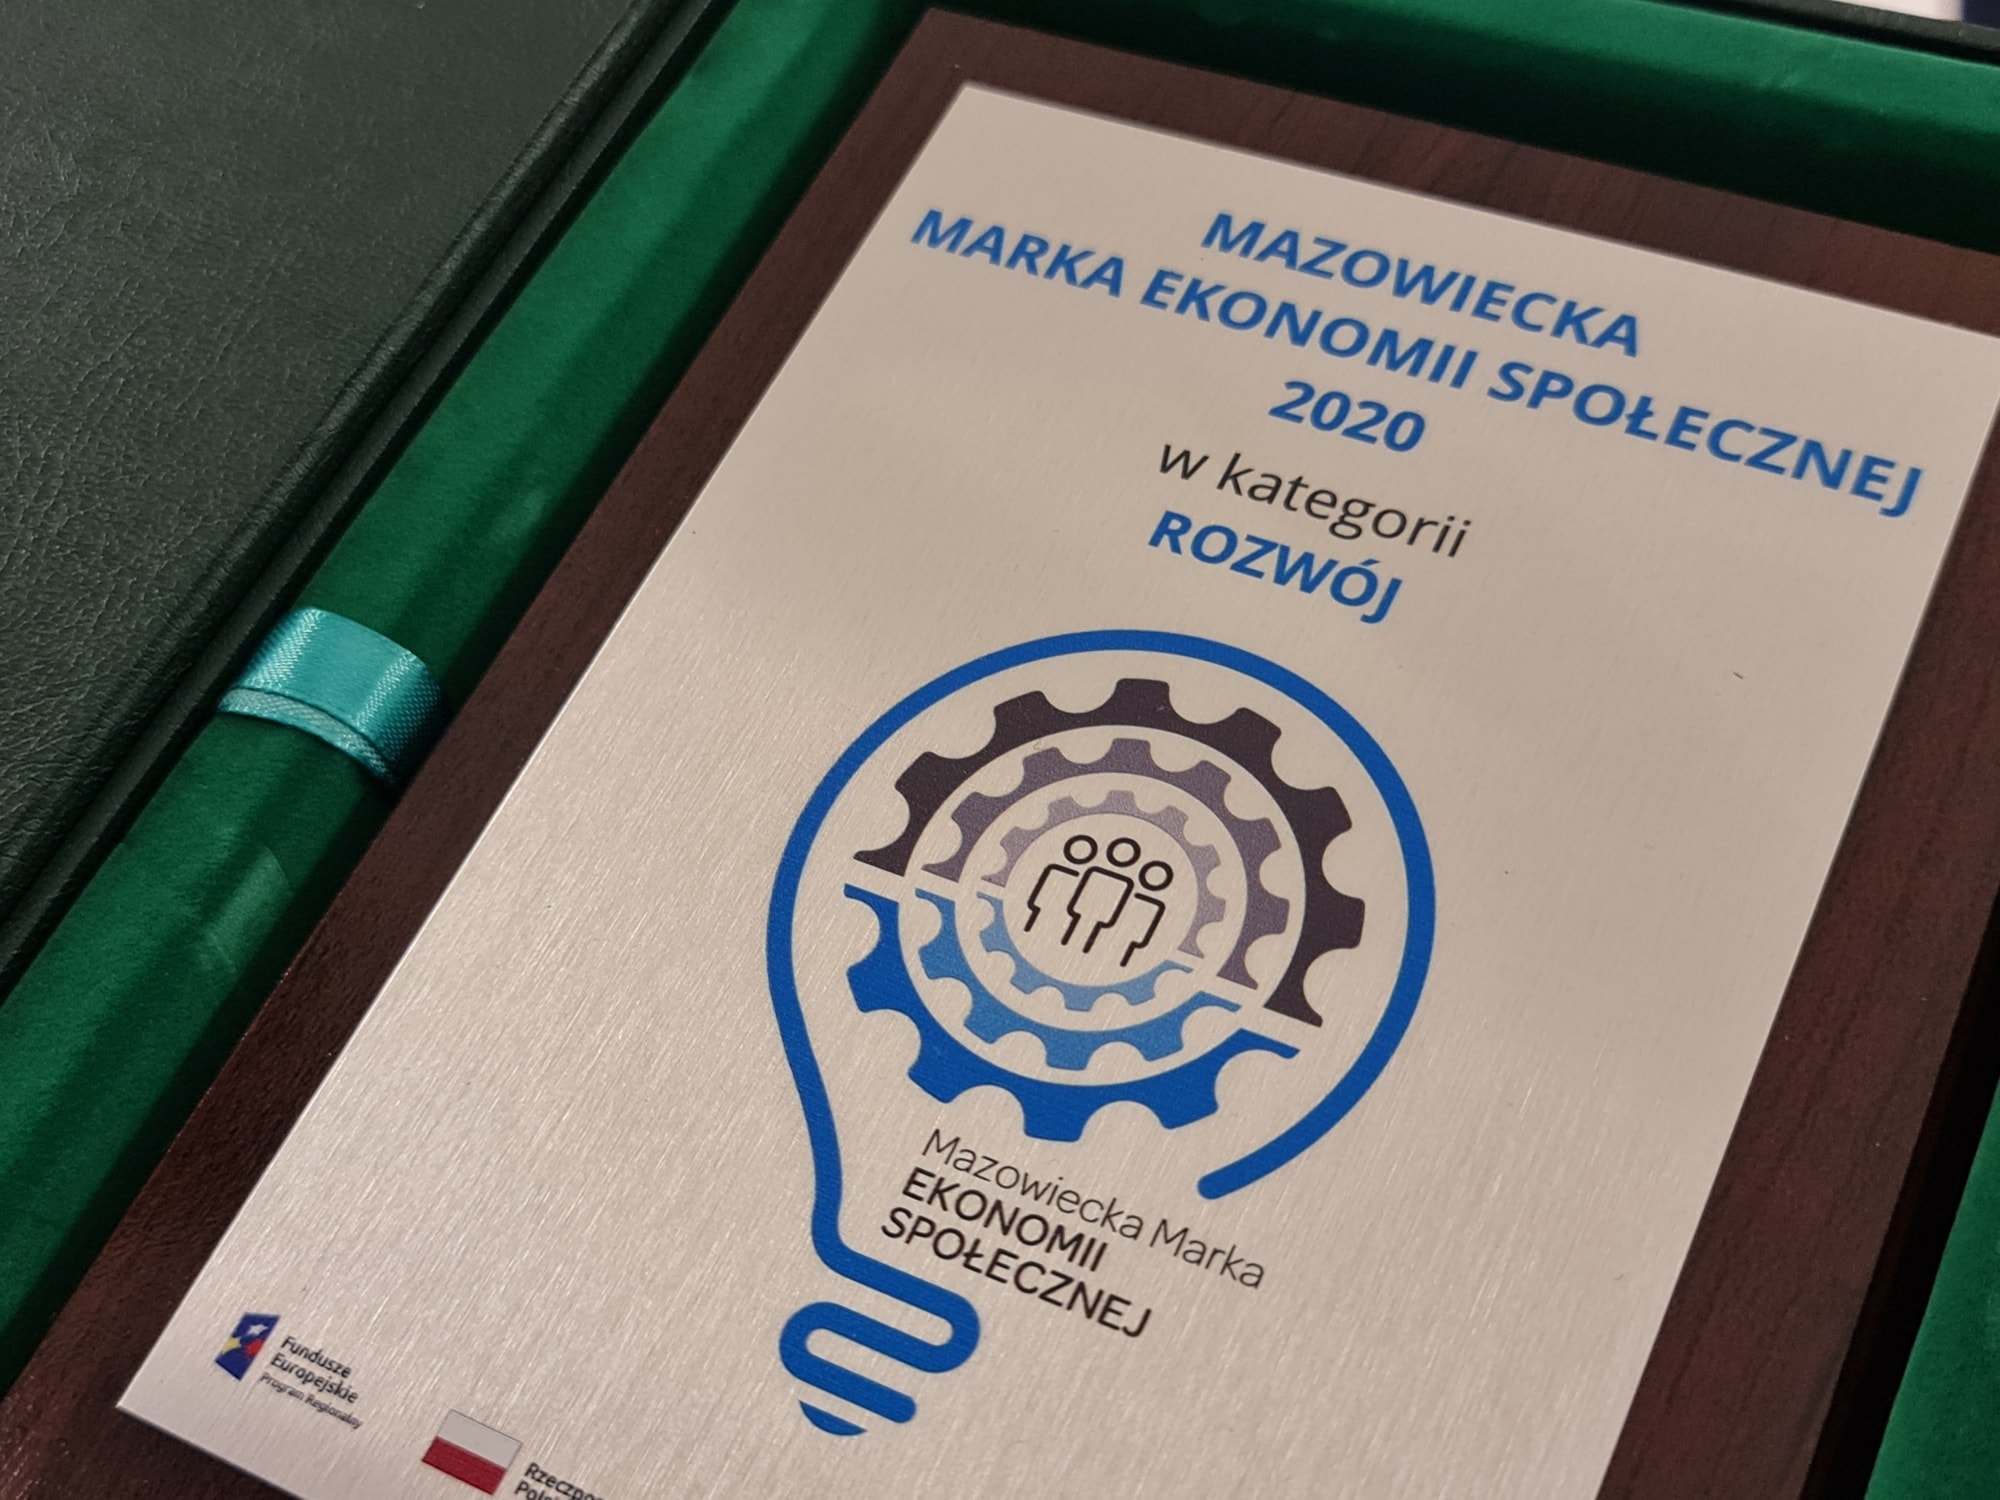 MAZOWIECKA
MARKA EKONOMII SPOŁECZNEJ
2020
w kategorii
ROZWÓJ
Mazowiecka Marka
EKONOMII
SPOŁECZNEJ
Fundusze
Europejskie
Program Regionalny